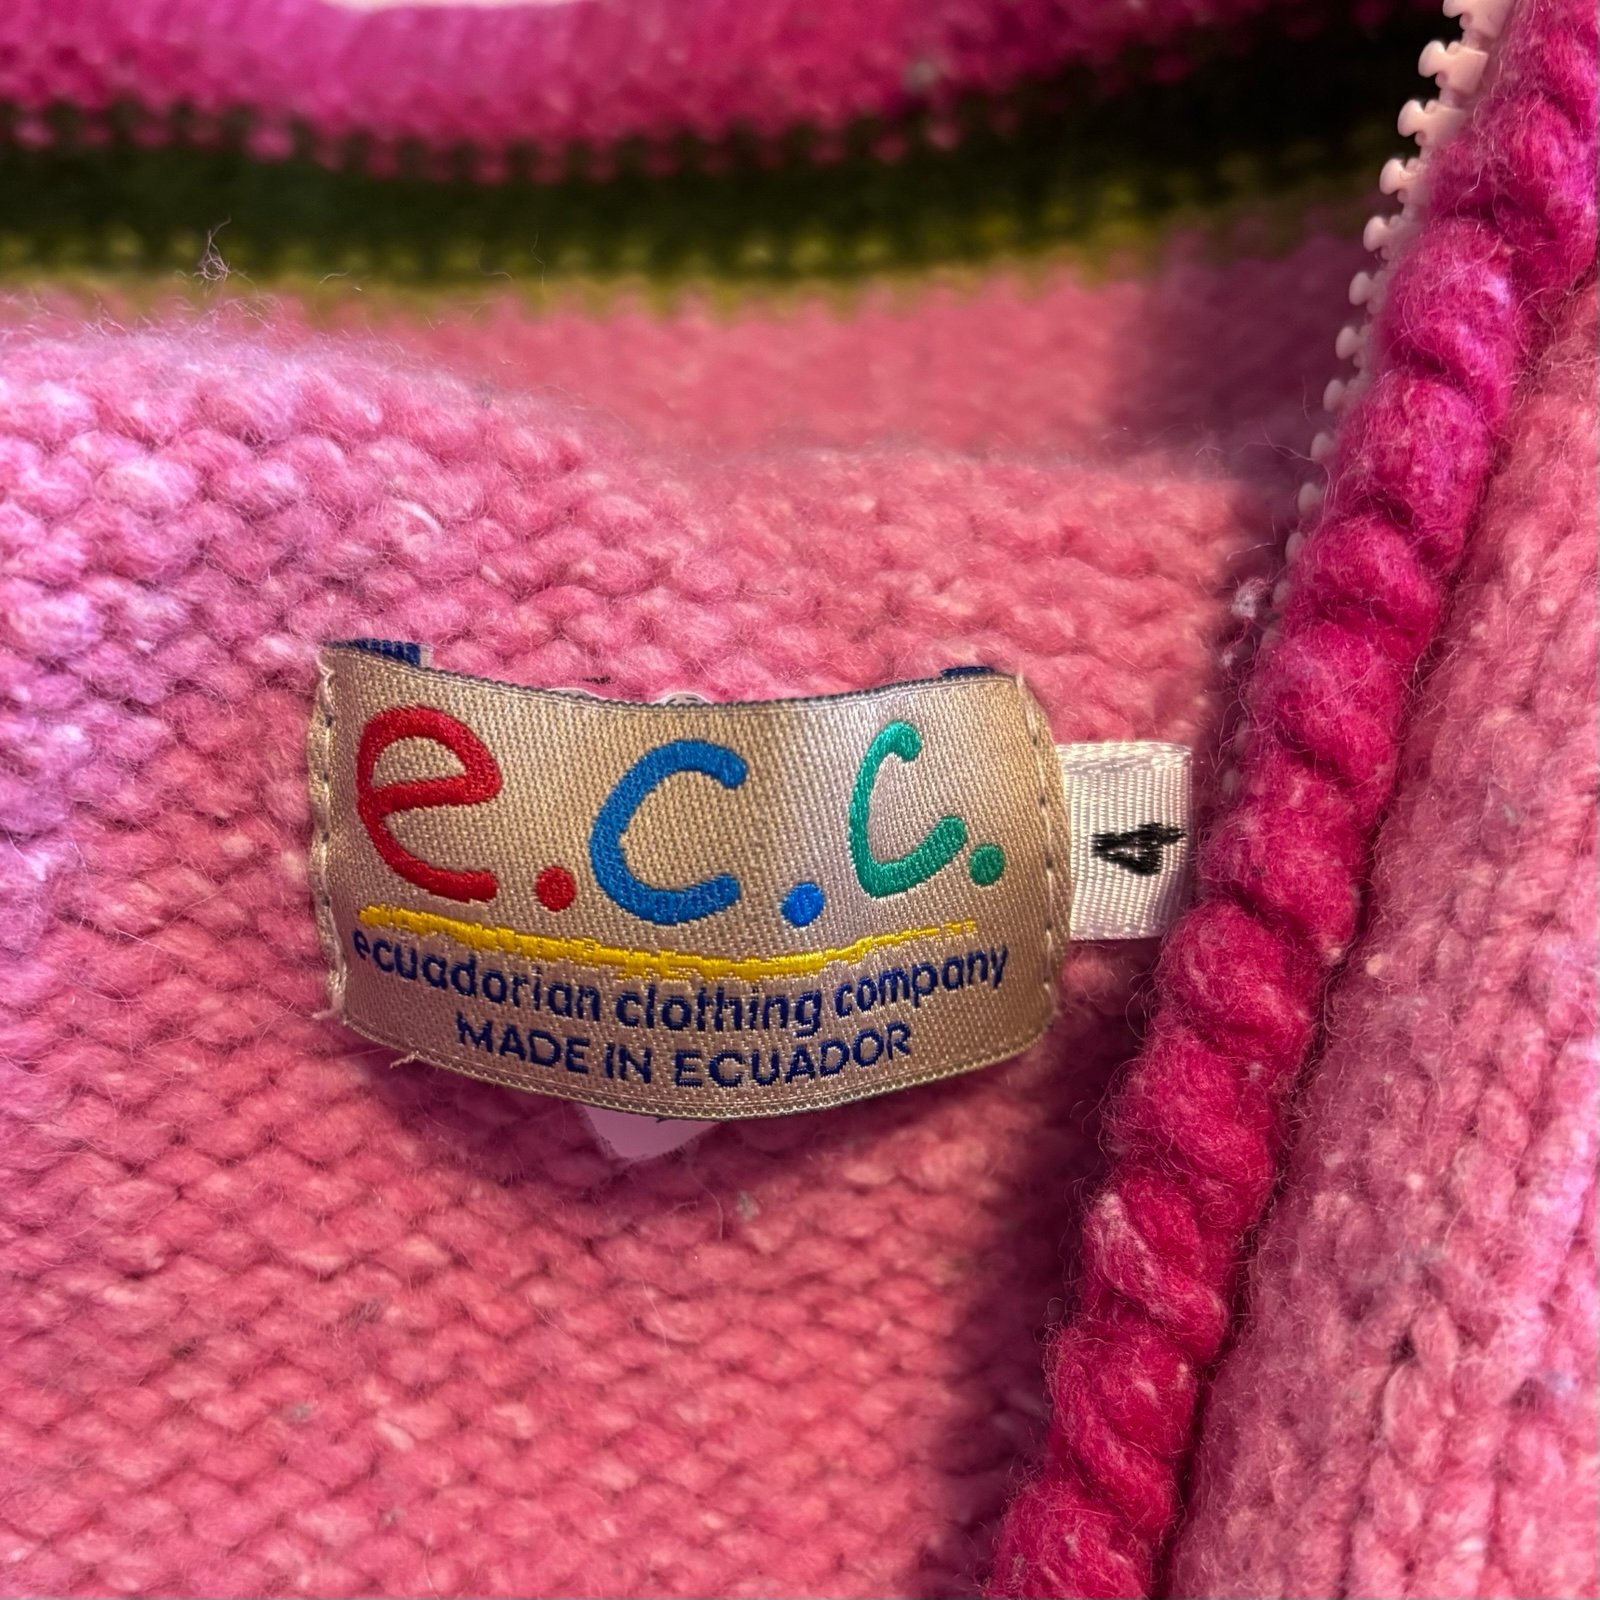 e.c.c.
ecuadorian clothing company
MADE IN ECUADOR
4